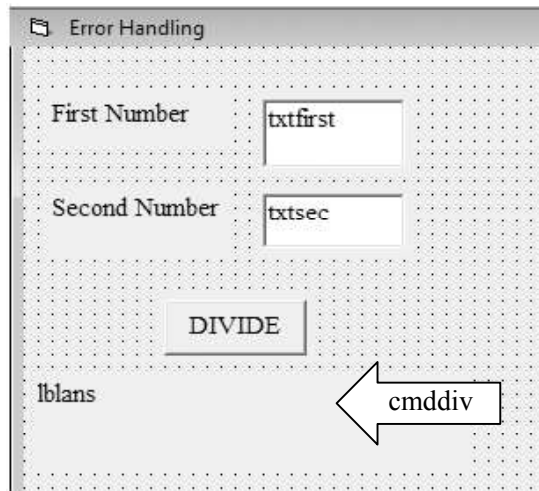 Error Handling
First Number
txtfirst
Second Number
txtsec
DIVIDE
lblans
cmddiv